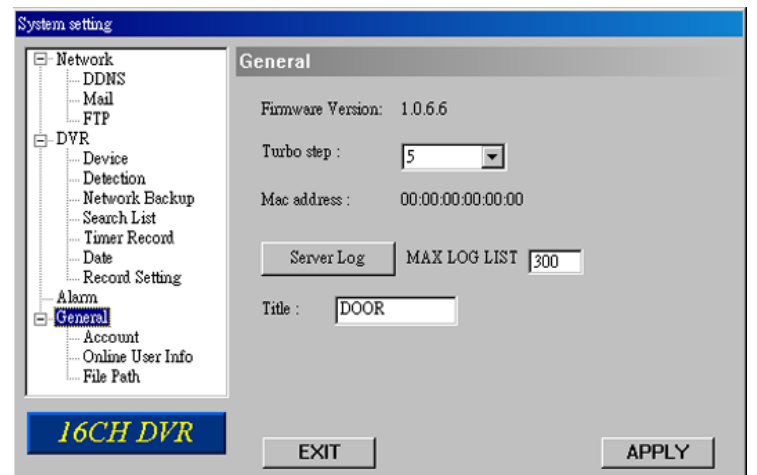 System setting
Network
DDNS
Mail
FTP
DVR
Device
Detection
Network Backup
Search List
Timer Record
Date
Record Setting
Alarm
General
Account
Online User Info
File Path
16CH DVR
General
Firmware Version: 1.0.6.6
Turbo step : 5
Mac address : 00:00:00:00:00:00
Server Log MAX LOG LIST 300
Title : DOOR
EXIT APPLY